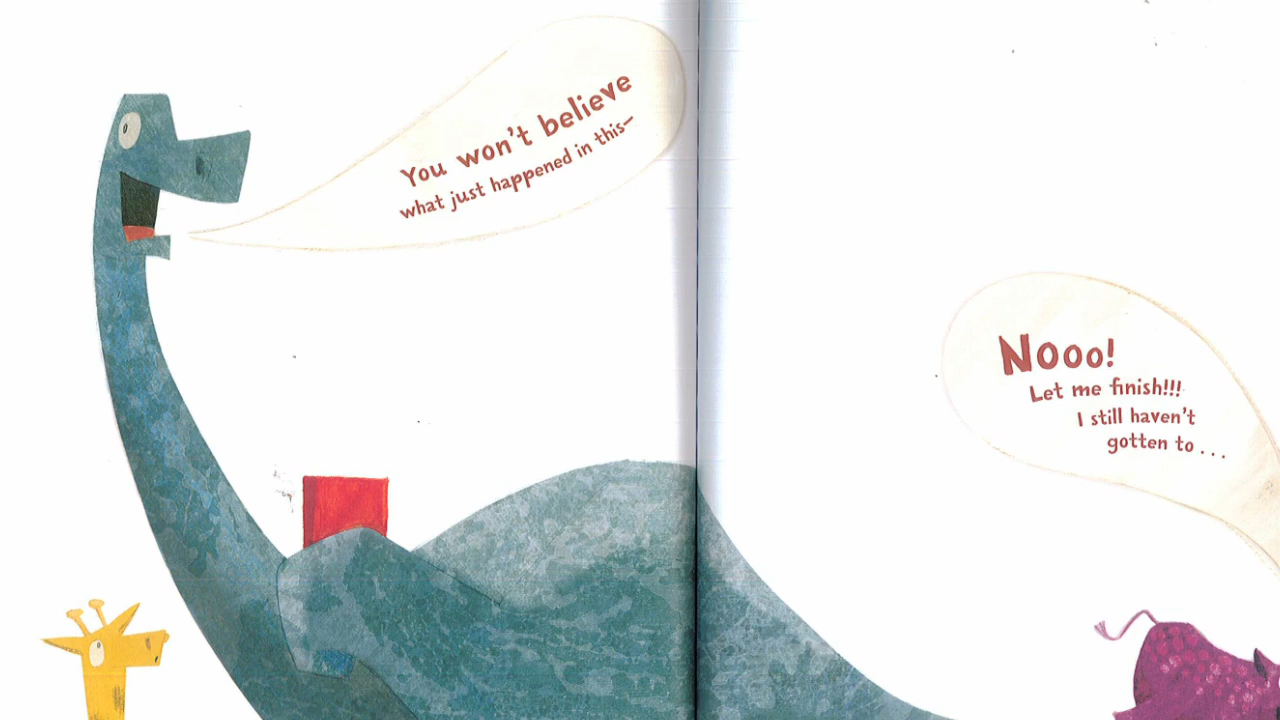 You won't believe
what just happened in this—
Nooo!
Let me finish!!!
I still haven't
gotten to . . .